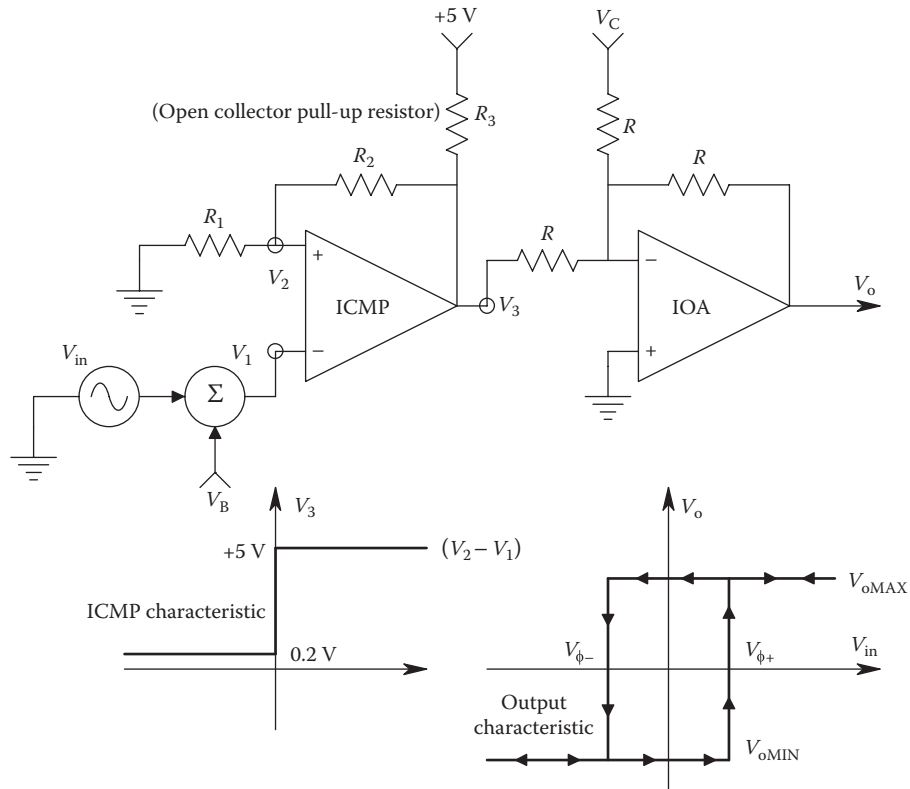 +5 V
V_C
(Open collector pull-up resistor)
R_3
R
R_2
R
R_1
R
+
−
V_2
ICMP
V_3
IOA
V_o
V_in
V_1
−
+
Σ
V_B
V_3
V_o
+5 V
(V_2 – V_1)
V_oMAX
ICMP characteristic
V_ϕ–
V_ϕ+
V_in
0.2 V
Output
characteristic
V_oMIN